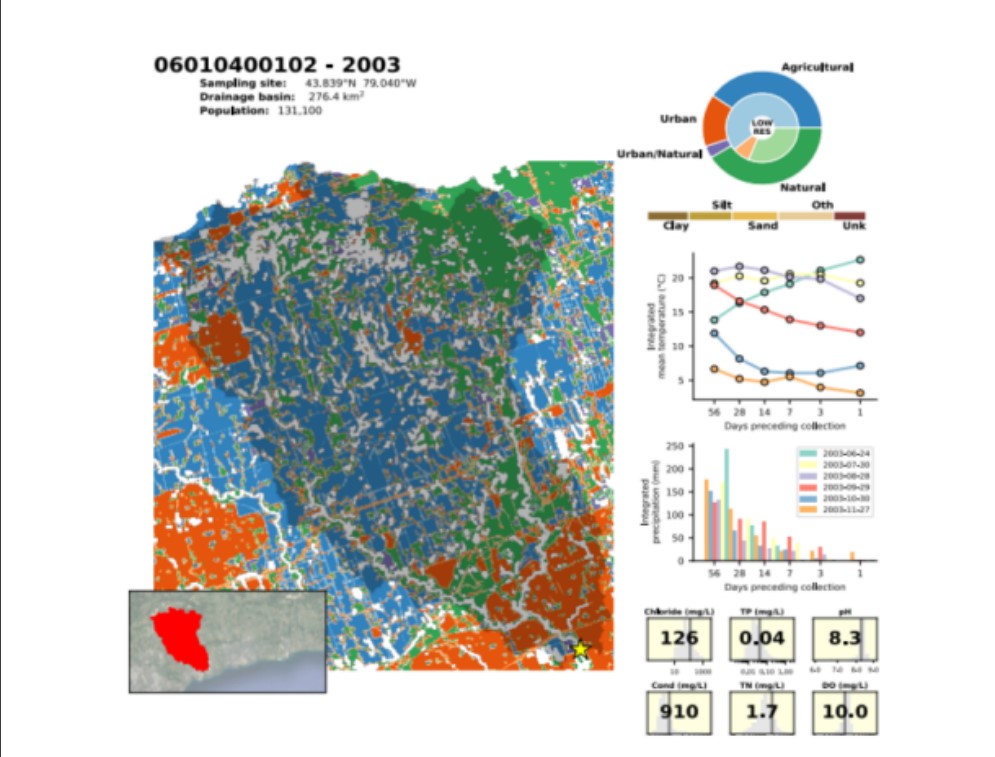 06010400102 - 2003
Sampling site: 43.839°N 79.040°W
Drainage basin: 276.4 km²
Population: 131,100
Agricultural
Urban
LOW
RES
Urban/Natural
Natural
Silt Oth
Clay Sand Unk
Integrated
mean temperature (°C)
20
15
10
5
56 28 14 7 3 1
Days preceding collection
Integrated
precipitation (mm)
250
200
150
100
50
0
2003-06-24
2003-07-30
2003-08-28
2003-09-29
2003-10-30
2003-11-27
56 28 14 7 3 1
Days preceding collection
Chloride (mg/L) TP (mg/L) pH
126 0.04 8.3
10 1000 0.01 0.10 1.00 6.0 7.0 8.0 9.0
Cond (mg/L) TN (mg/L) DO (mg/L)
910 1.7 10.0